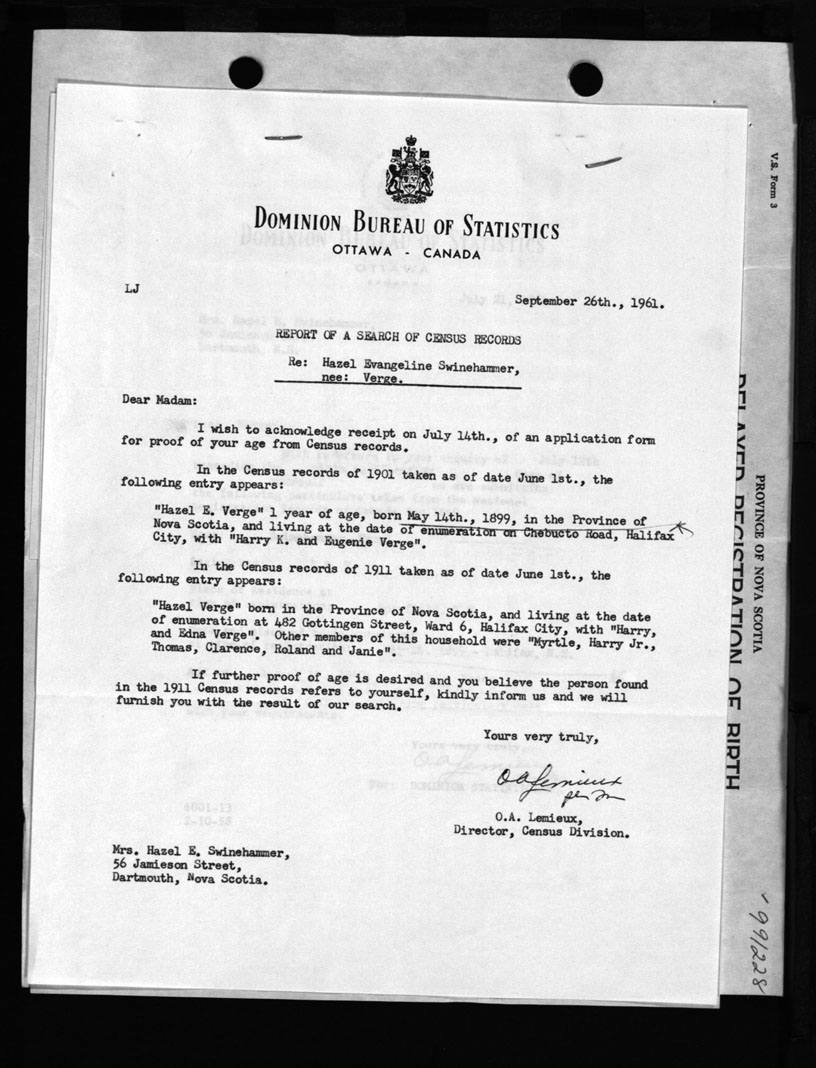 DOMINION BUREAU OF STATISTICS
OTTAWA - CANADA
LJ
September 26th., 1961.
REPORT OF A SEARCH OF CENSUS RECORDS
Re: Hazel Evangeline Swinehammer,
nee: Verge.
Dear Madam:
I wish to acknowledge receipt on July 14th., of an application form
for proof of your age from Census records.
In the Census records of 1901 taken as of date June 1st., the
following entry appears:
"Hazel E. Verge" 1 year of age, born May 14th., 1899, in the Province of
Nova Scotia, and living at the date of enumeration on Chebucto Road, Halifax
City, with "Harry K. and Eugenie Verge".
In the Census records of 1911 taken as of date June 1st., the
following entry appears:
"Hazel Verge" born in the Province of Nova Scotia, and living at the date
of enumeration at 482 Gottingen Street, Ward 6, Halifax City, with "Harry,
and Edna Verge". Other members of this household were "Myrtle, Harry Jr.,
Thomas, Clarence, Roland and Janie".
If further proof of age is desired and you believe the person found
in the 1911 Census records refers to yourself, kindly inform us and we will
furnish you with the result of our search.
Yours very truly,
O A Lemieux
O.A. Lemieux,
Director, Census Division.
Mrs. Hazel E. Swinehammer,
56 Jamieson Street,
Dartmouth, Nova Scotia.
V.S. Form 3
PROVINCE OF NOVA SCOTIA
DELAYED REGISTRATION OF BIRTH
991228